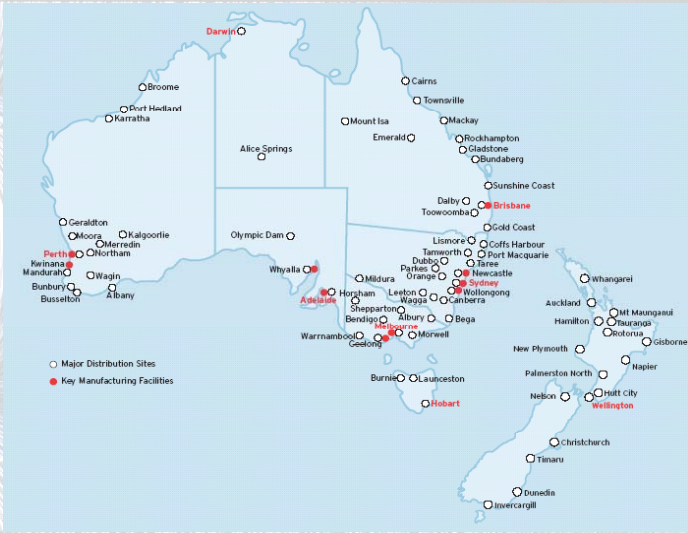 Darwin
Cairns
Broome
Townsville
Port Hedland
Karratha
Mount Isa
Mackay
Emerald
Rockhampton
Gladstone
Alice Springs
Bundaberg
Sunshine Coast
Dalby
Brisbane
Toowoomba
Geraldton
Gold Coast
Moora
Kalgoorlie
Olympic Dam
Lismore
Coffs Harbour
Merredin
Perth
Northam
Tamworth
Port Macquarie
Kwinana
Dubbo
Taree
Mandurah
Wagin
Whyalla
Parkes
Newcastle
Orange
Mildura
Whangarei
Sydney
Bunbury
Albany
Busselton
Adelaide
Horsham
Leeton
Wollongong
Wagga
Canberra
Auckland
Shepparton
Mt Maunganui
Bendigo
Albury
Bega
Hamilton
Tauranga
Melbourne
Rotorua
Warrnambool
Morwell
Geelong
Gisborne
New Plymouth
Major Distribution Sites
Napier
Key Manufacturing Facilities
Burnie
Launceston
Palmerston North
Nelson
Hutt City
Hobart
Wellington
Christchurch
Timaru
Dunedin
Invercargill